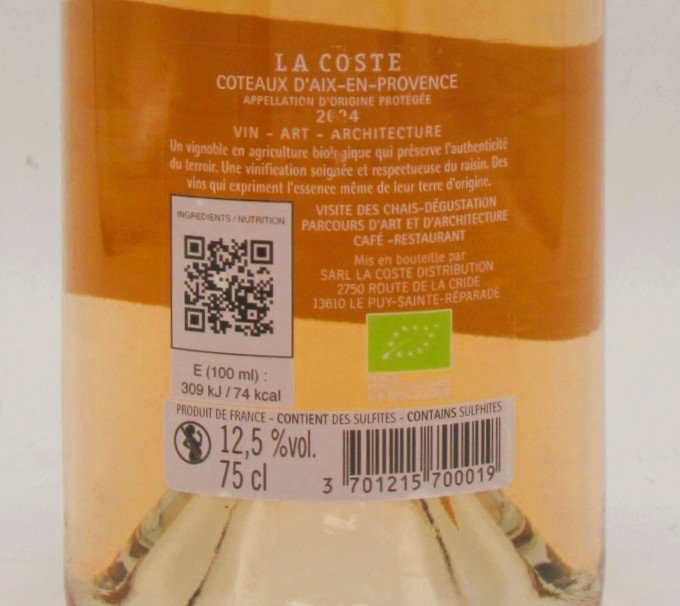 LA COSTE
COTEAUX D'AIX-EN-PROVENCE
APPELLATION D'ORIGINE PROTÉGÉE
2024
VIN - ART - ARCHITECTURE
Un vignoble en agriculture biologique qui préserve l'authenticité
du terroir. Une vinification soignée et respectueuse du raisin. Des
vins qui expriment l'essence même de leur terre d'origine.
INGREDIENTS / NUTRITION
E (100 ml) :
309 kJ / 74 kcal
VISITE DES CHAIS-DÉGUSTATION
PARCOURS D'ART ET D'ARCHITECTURE
CAFÉ -RESTAURANT
Mis en bouteille par
SARL LA COSTE DISTRIBUTION
2750 ROUTE DE LA CRIDE
13610 LE PUY-SAINTE-RÉPARADE
PRODUIT DE FRANCE - CONTIENT DES SULFITES - CONTAINS SULPHITES
12,5 %vol.
75 cl
3 701215 700019